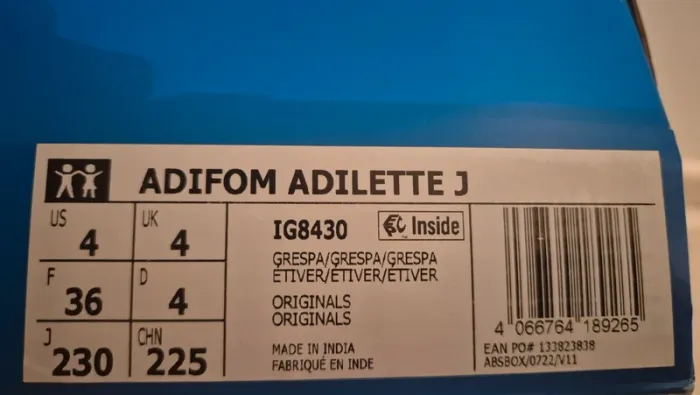 ADIFOM ADILETTE J
US 4
UK 4
F 36
D 4
J 230
CHN 225
IG8430
Inside
GRESPA/GRESPA/GRESPA
ETIVER/ETIVER/ETIVER
ORIGINALS
ORIGINALS
MADE IN INDIA
FABRIQUÉ EN INDE
4 066764 189265
EAN PO# 133823838
ABSBOX/0722/V11